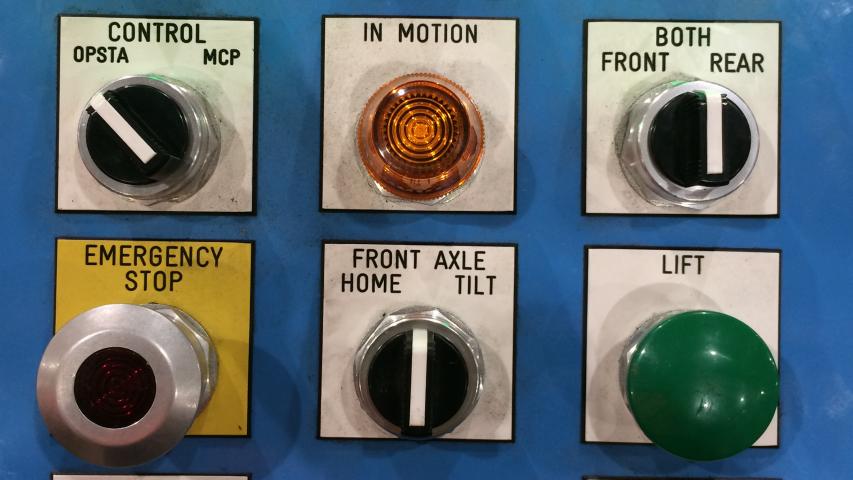 CONTROL
OPSTA MCP
IN MOTION
BOTH
FRONT REAR
EMERGENCY
STOP
FRONT AXLE
HOME TILT
LIFT